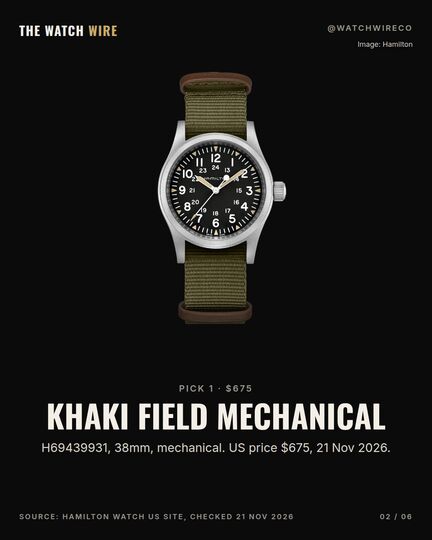 THE WATCH WIRE
@WATCHWIRECO
Image: Hamilton
HAMILTON
PICK 1 · $675
KHAKI FIELD MECHANICAL
H69439931, 38mm, mechanical. US price $675, 21 Nov 2026.
SOURCE: HAMILTON WATCH US SITE, CHECKED 21 NOV 2026
02 / 06